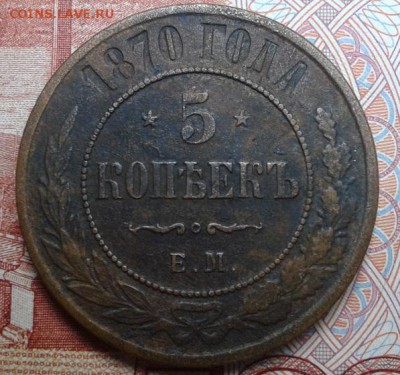 COINS.LAVE.RU
1870 ГОДА
5
КОПѢЕКЪ
Е.М.